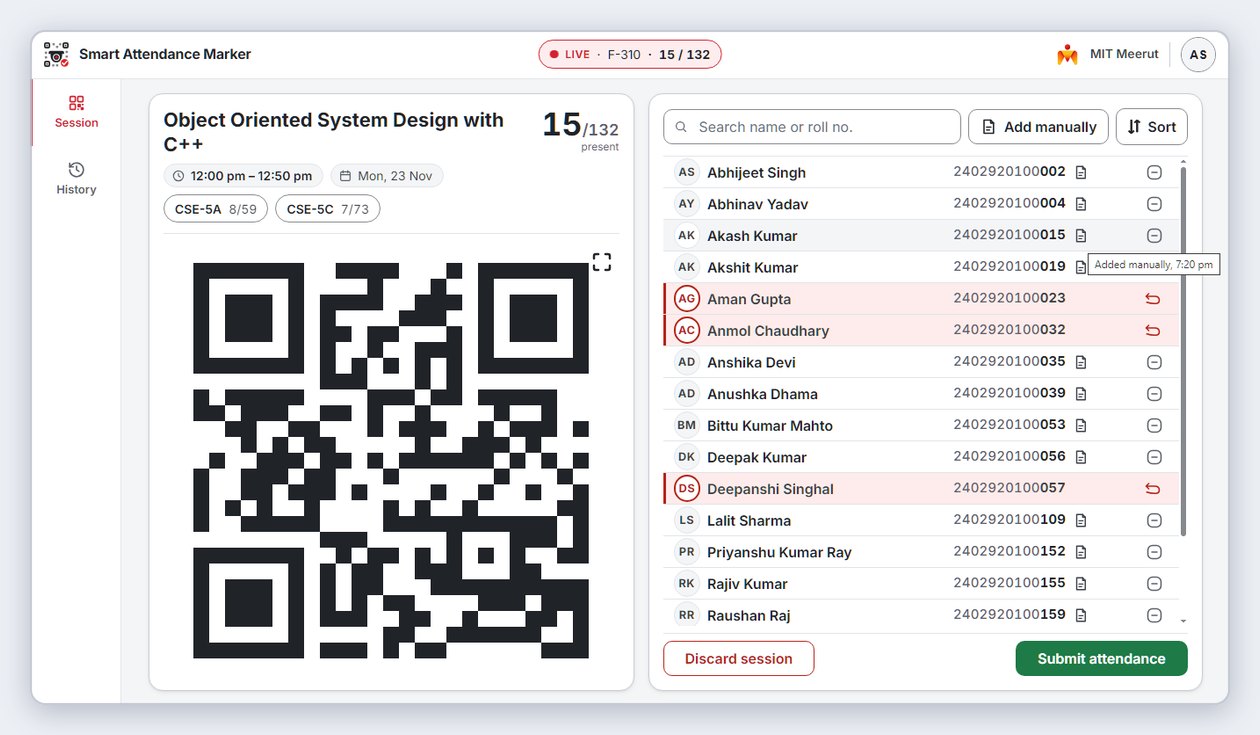 Smart Attendance Marker
LIVE · F-310 · 15 / 132
MIT Meerut
AS
Session
History
Object Oriented System Design with
C++
15/132
present
12:00 pm – 12:50 pm
Mon, 23 Nov
CSE-5A 8/59
CSE-5C 7/73
Search name or roll no.
Add manually
Sort
AS Abhijeet Singh 2402920100002
AY Abhinav Yadav 2402920100004
AK Akash Kumar 2402920100015
AK Akshit Kumar 2402920100019
Added manually, 7:20 pm
AG Aman Gupta 2402920100023
AC Anmol Chaudhary 2402920100032
AD Anshika Devi 2402920100035
AD Anushka Dhama 2402920100039
BM Bittu Kumar Mahto 2402920100053
DK Deepak Kumar 2402920100056
DS Deepanshi Singhal 2402920100057
LS Lalit Sharma 2402920100109
PR Priyanshu Kumar Ray 2402920100152
RK Rajiv Kumar 2402920100155
RR Raushan Raj 2402920100159
Discard session
Submit attendance